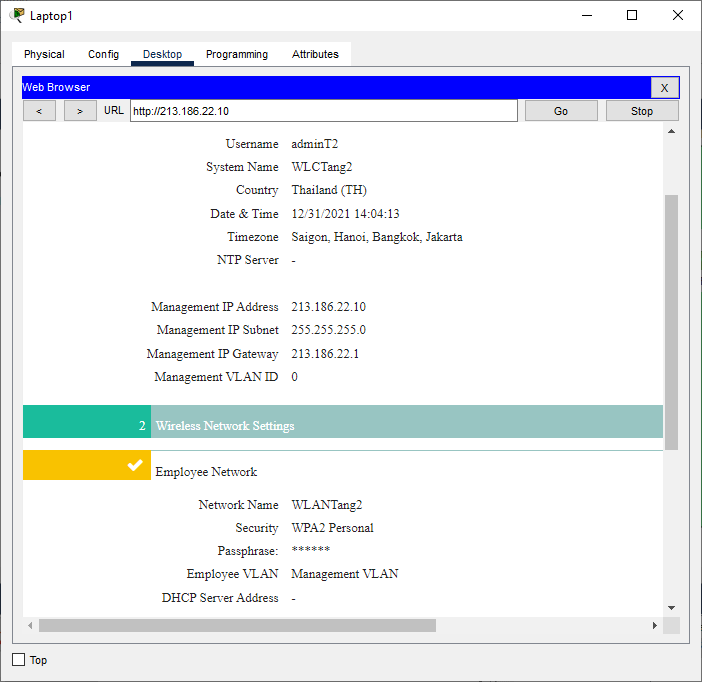 Laptop1
Physical Config Desktop Programming Attributes
Web Browser X
< > URL http://213.186.22.10 Go Stop
Username adminT2
System Name WLCTang2
Country Thailand (TH)
Date & Time 12/31/2021 14:04:13
Timezone Saigon, Hanoi, Bangkok, Jakarta
NTP Server -
Management IP Address 213.186.22.10
Management IP Subnet 255.255.255.0
Management IP Gateway 213.186.22.1
Management VLAN ID 0
2 Wireless Network Settings
Employee Network
Network Name WLANTang2
Security WPA2 Personal
Passphrase: ******
Employee VLAN Management VLAN
DHCP Server Address -
Top